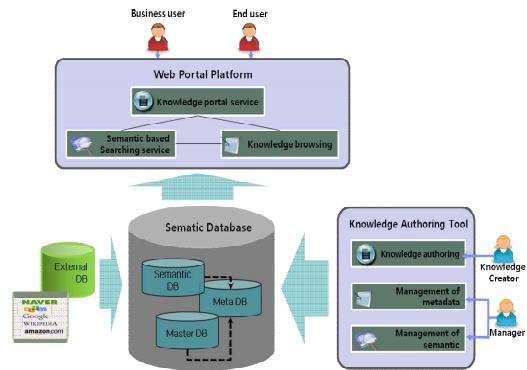 Business user
End user
Web Portal Platform
Knowledge portal service
Semantic based
Searching service
Knowledge browsing
Sematic Database
Semantic
DB
Meta DB
Master DB
External
DB
NAVER
Google
WIKIPEDIA
amazon.com
Knowledge Authoring Tool
Knowledge authoring
Management of
metadata
Management of
semantic
Knowledge
Creator
Manager